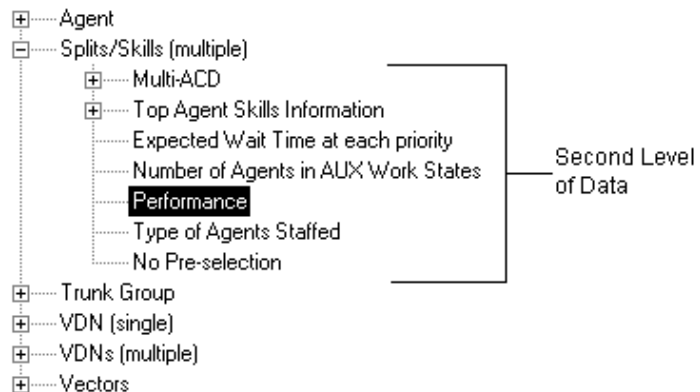 Agent
Splits/Skills (multiple)
Multi-ACD
Top Agent Skills Information
Expected Wait Time at each priority
Number of Agents in AUX Work States
Performance
Type of Agents Staffed
No Pre-selection
Second Level
of Data
Trunk Group
VDN (single)
VDNs (multiple)
Vectors